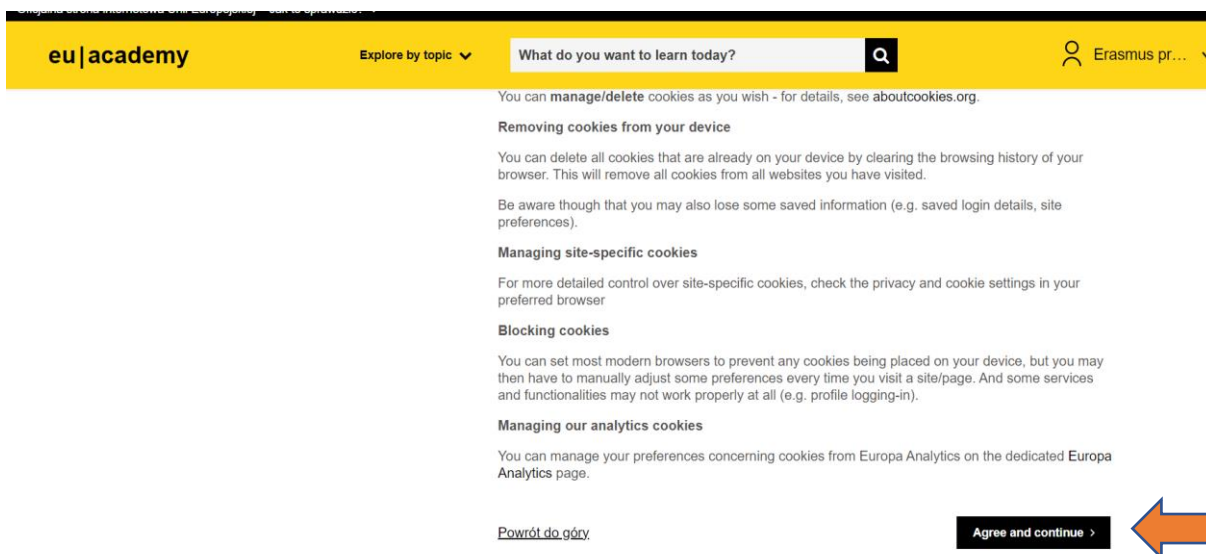 Oficjalna strona internetowa Unii Europejskiej Jak to sprawdzić?
eu|academy
Explore by topic
What do you want to learn today?
Erasmus pr...
You can manage/delete cookies as you wish - for details, see aboutcookies.org.
Removing cookies from your device
You can delete all cookies that are already on your device by clearing the browsing history of your
browser. This will remove all cookies from all websites you have visited.
Be aware though that you may also lose some saved information (e.g. saved login details, site
preferences).
Managing site-specific cookies
For more detailed control over site-specific cookies, check the privacy and cookie settings in your
preferred browser
Blocking cookies
You can set most modern browsers to prevent any cookies being placed on your device, but you may
then have to manually adjust some preferences every time you visit a site/page. And some services
and functionalities may not work properly at all (e.g. profile logging-in).
Managing our analytics cookies
You can manage your preferences concerning cookies from Europa Analytics on the dedicated Europa
Analytics page.
Powrót do góry
Agree and continue ›